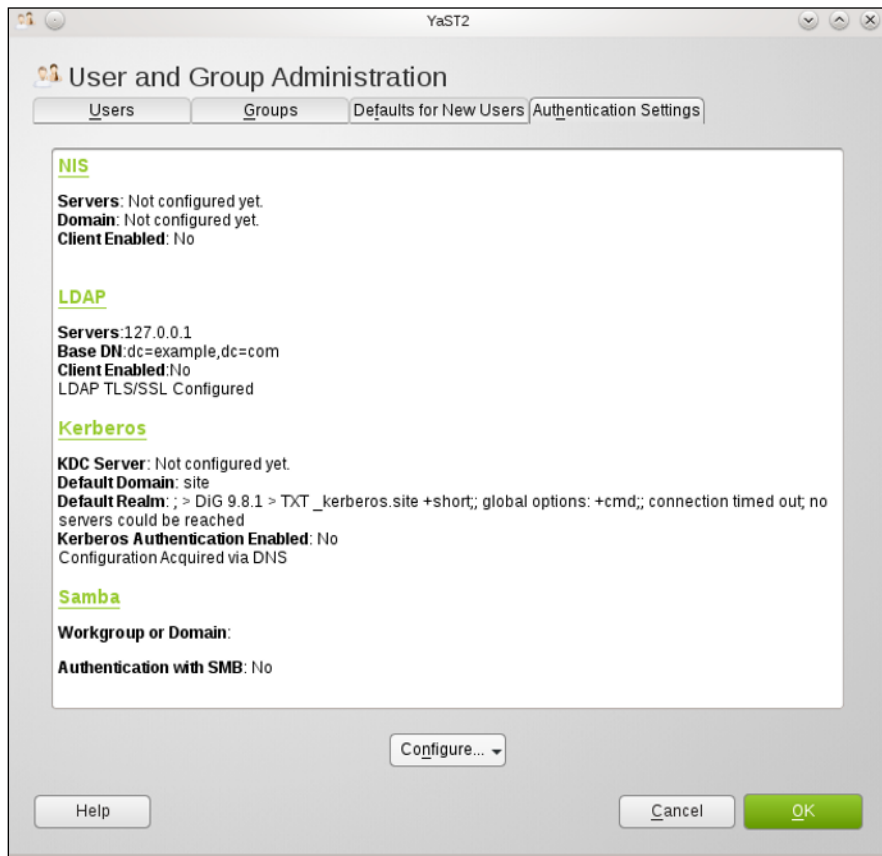 YaST2
User and Group Administration
Users
Groups
Defaults for New Users
Authentication Settings
NIS
Servers: Not configured yet.
Domain: Not configured yet.
Client Enabled: No
LDAP
Servers:127.0.0.1
Base DN:dc=example,dc=com
Client Enabled:No
LDAP TLS/SSL Configured
Kerberos
KDC Server: Not configured yet.
Default Domain: site
Default Realm: ; > DiG 9.8.1 > TXT _kerberos.site +short;; global options: +cmd;; connection timed out; no
servers could be reached
Kerberos Authentication Enabled: No
Configuration Acquired via DNS
Samba
Workgroup or Domain:
Authentication with SMB: No
Configure...
Help
Cancel
OK